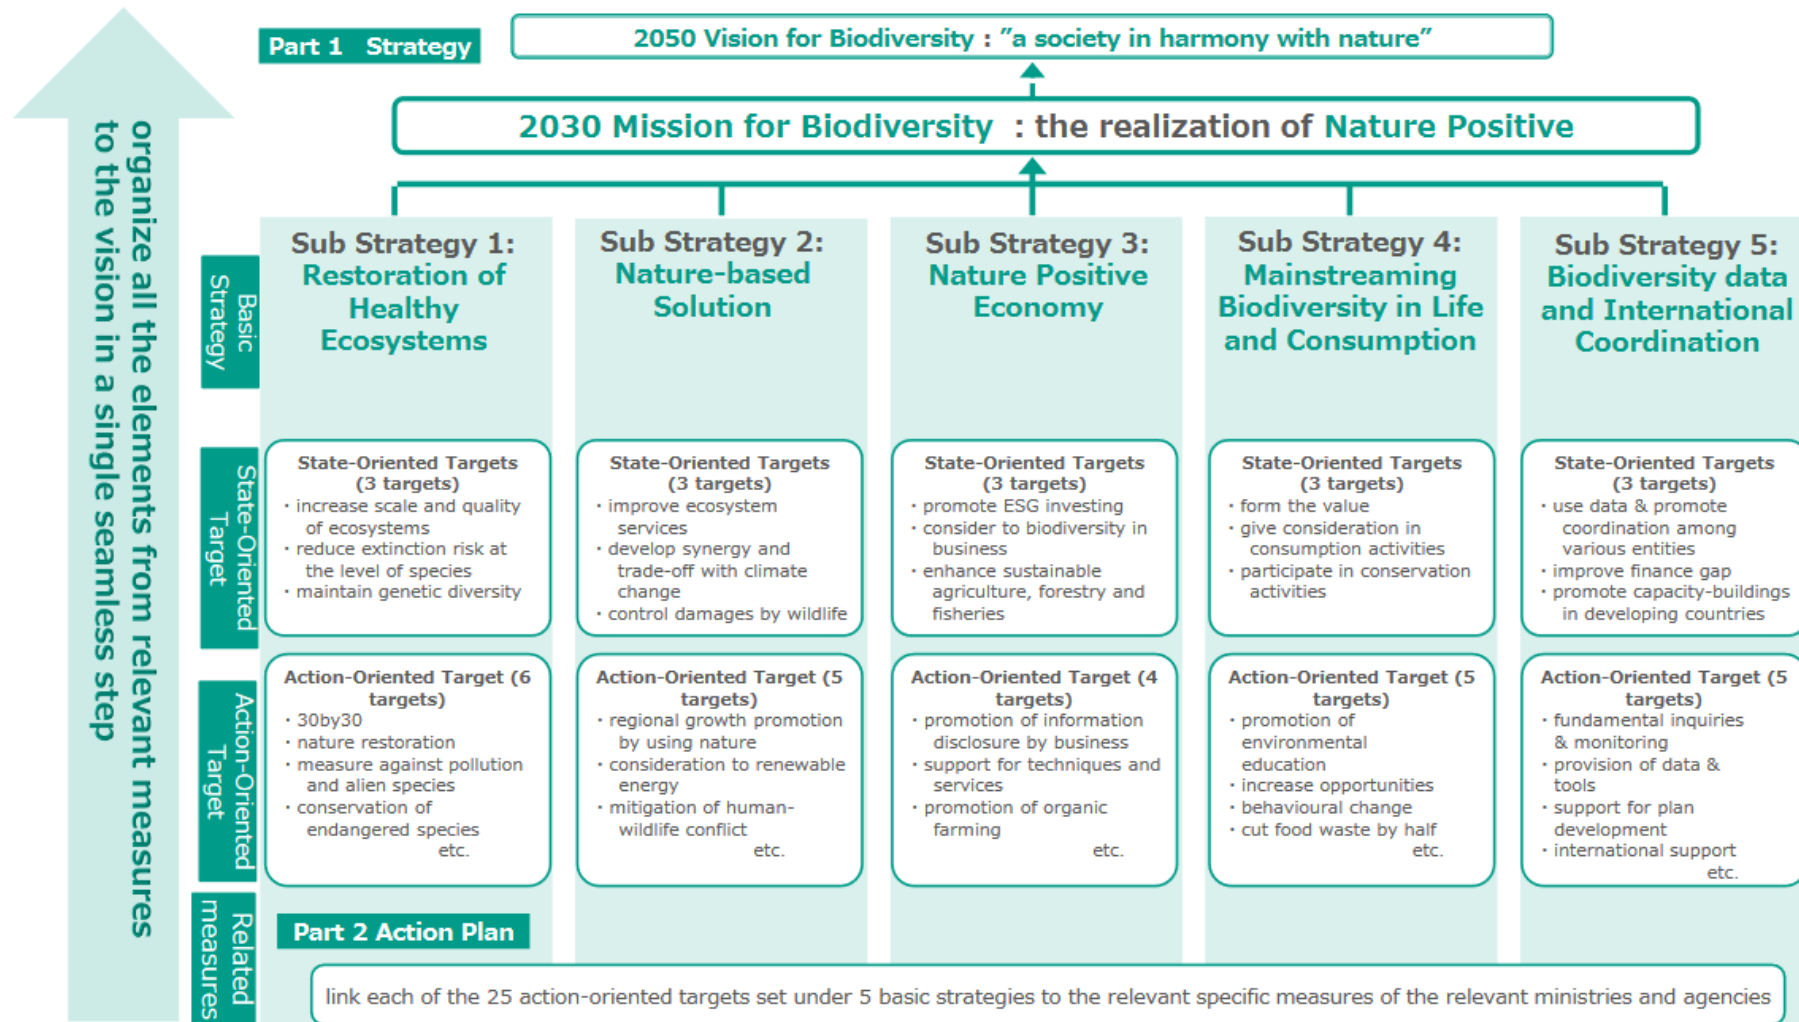 Part 1 Strategy
2050 Vision for Biodiversity : ”a society in harmony with nature”
2030 Mission for Biodiversity : the realization of Nature Positive
organize all the elements from relevant measures
to the vision in a single seamless step
Basic
Strategy
Sub Strategy 1:
Restoration of
Healthy
Ecosystems
Sub Strategy 2:
Nature-based
Solution
Sub Strategy 3:
Nature Positive
Economy
Sub Strategy 4:
Mainstreaming
Biodiversity in Life
and Consumption
Sub Strategy 5:
Biodiversity data
and International
Coordination
State-Oriented
Target
State-Oriented Targets
(3 targets)
・increase scale and quality
of ecosystems
・reduce extinction risk at
the level of species
・maintain genetic diversity
State-Oriented Targets
(3 targets)
・improve ecosystem
services
・develop synergy and
trade-off with climate
change
・control damages by wildlife
State-Oriented Targets
(3 targets)
・promote ESG investing
・consider to biodiversity in
business
・enhance sustainable
agriculture, forestry and
fisheries
State-Oriented Targets
(3 targets)
・form the value
・give consideration in
consumption activities
・participate in conservation
activities
State-Oriented Targets
(3 targets)
・use data & promote
coordination among
various entities
・improve finance gap
・promote capacity-buildings
in developing countries
Action-Oriented
Target
Action-Oriented Target (6
targets)
・30by30
・nature restoration
・measure against pollution
and alien species
・conservation of
endangered species
etc.
Action-Oriented Target (5
targets)
・regional growth promotion
by using nature
・consideration to renewable
energy
・mitigation of human-
wildlife conflict
etc.
Action-Oriented Target (4
targets)
・promotion of information
disclosure by business
・support for techniques and
services
・promotion of organic
farming
etc.
Action-Oriented Target (5
targets)
・promotion of
environmental
education
・increase opportunities
・behavioural change
・cut food waste by half
etc.
Action-Oriented Target (5
targets)
・fundamental inquiries
& monitoring
・provision of data &
tools
・support for plan
development
・international support
etc.
Related
measures
Part 2 Action Plan
link each of the 25 action-oriented targets set under 5 basic strategies to the relevant specific measures of the relevant ministries and agencies